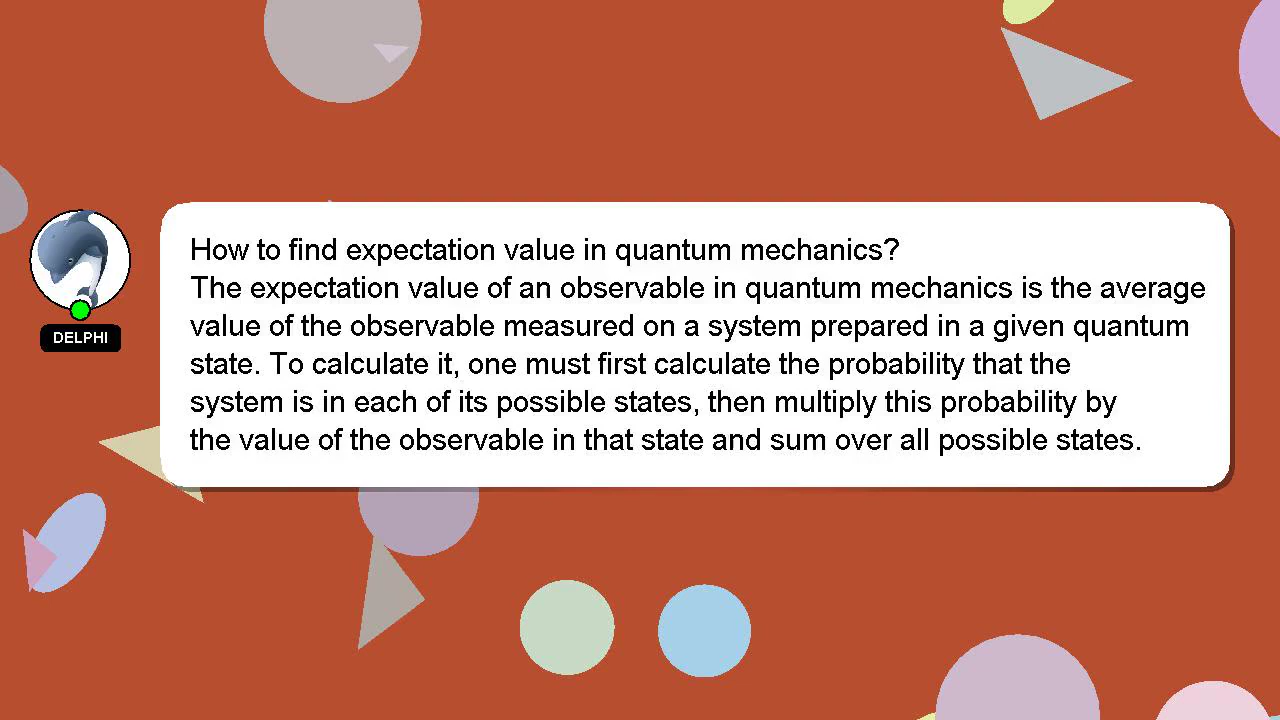 How to find expectation value in quantum mechanics?
The expectation value of an observable in quantum mechanics is the average
value of the observable measured on a system prepared in a given quantum
state. To calculate it, one must first calculate the probability that the
system is in each of its possible states, then multiply this probability by
the value of the observable in that state and sum over all possible states.
DELPHI